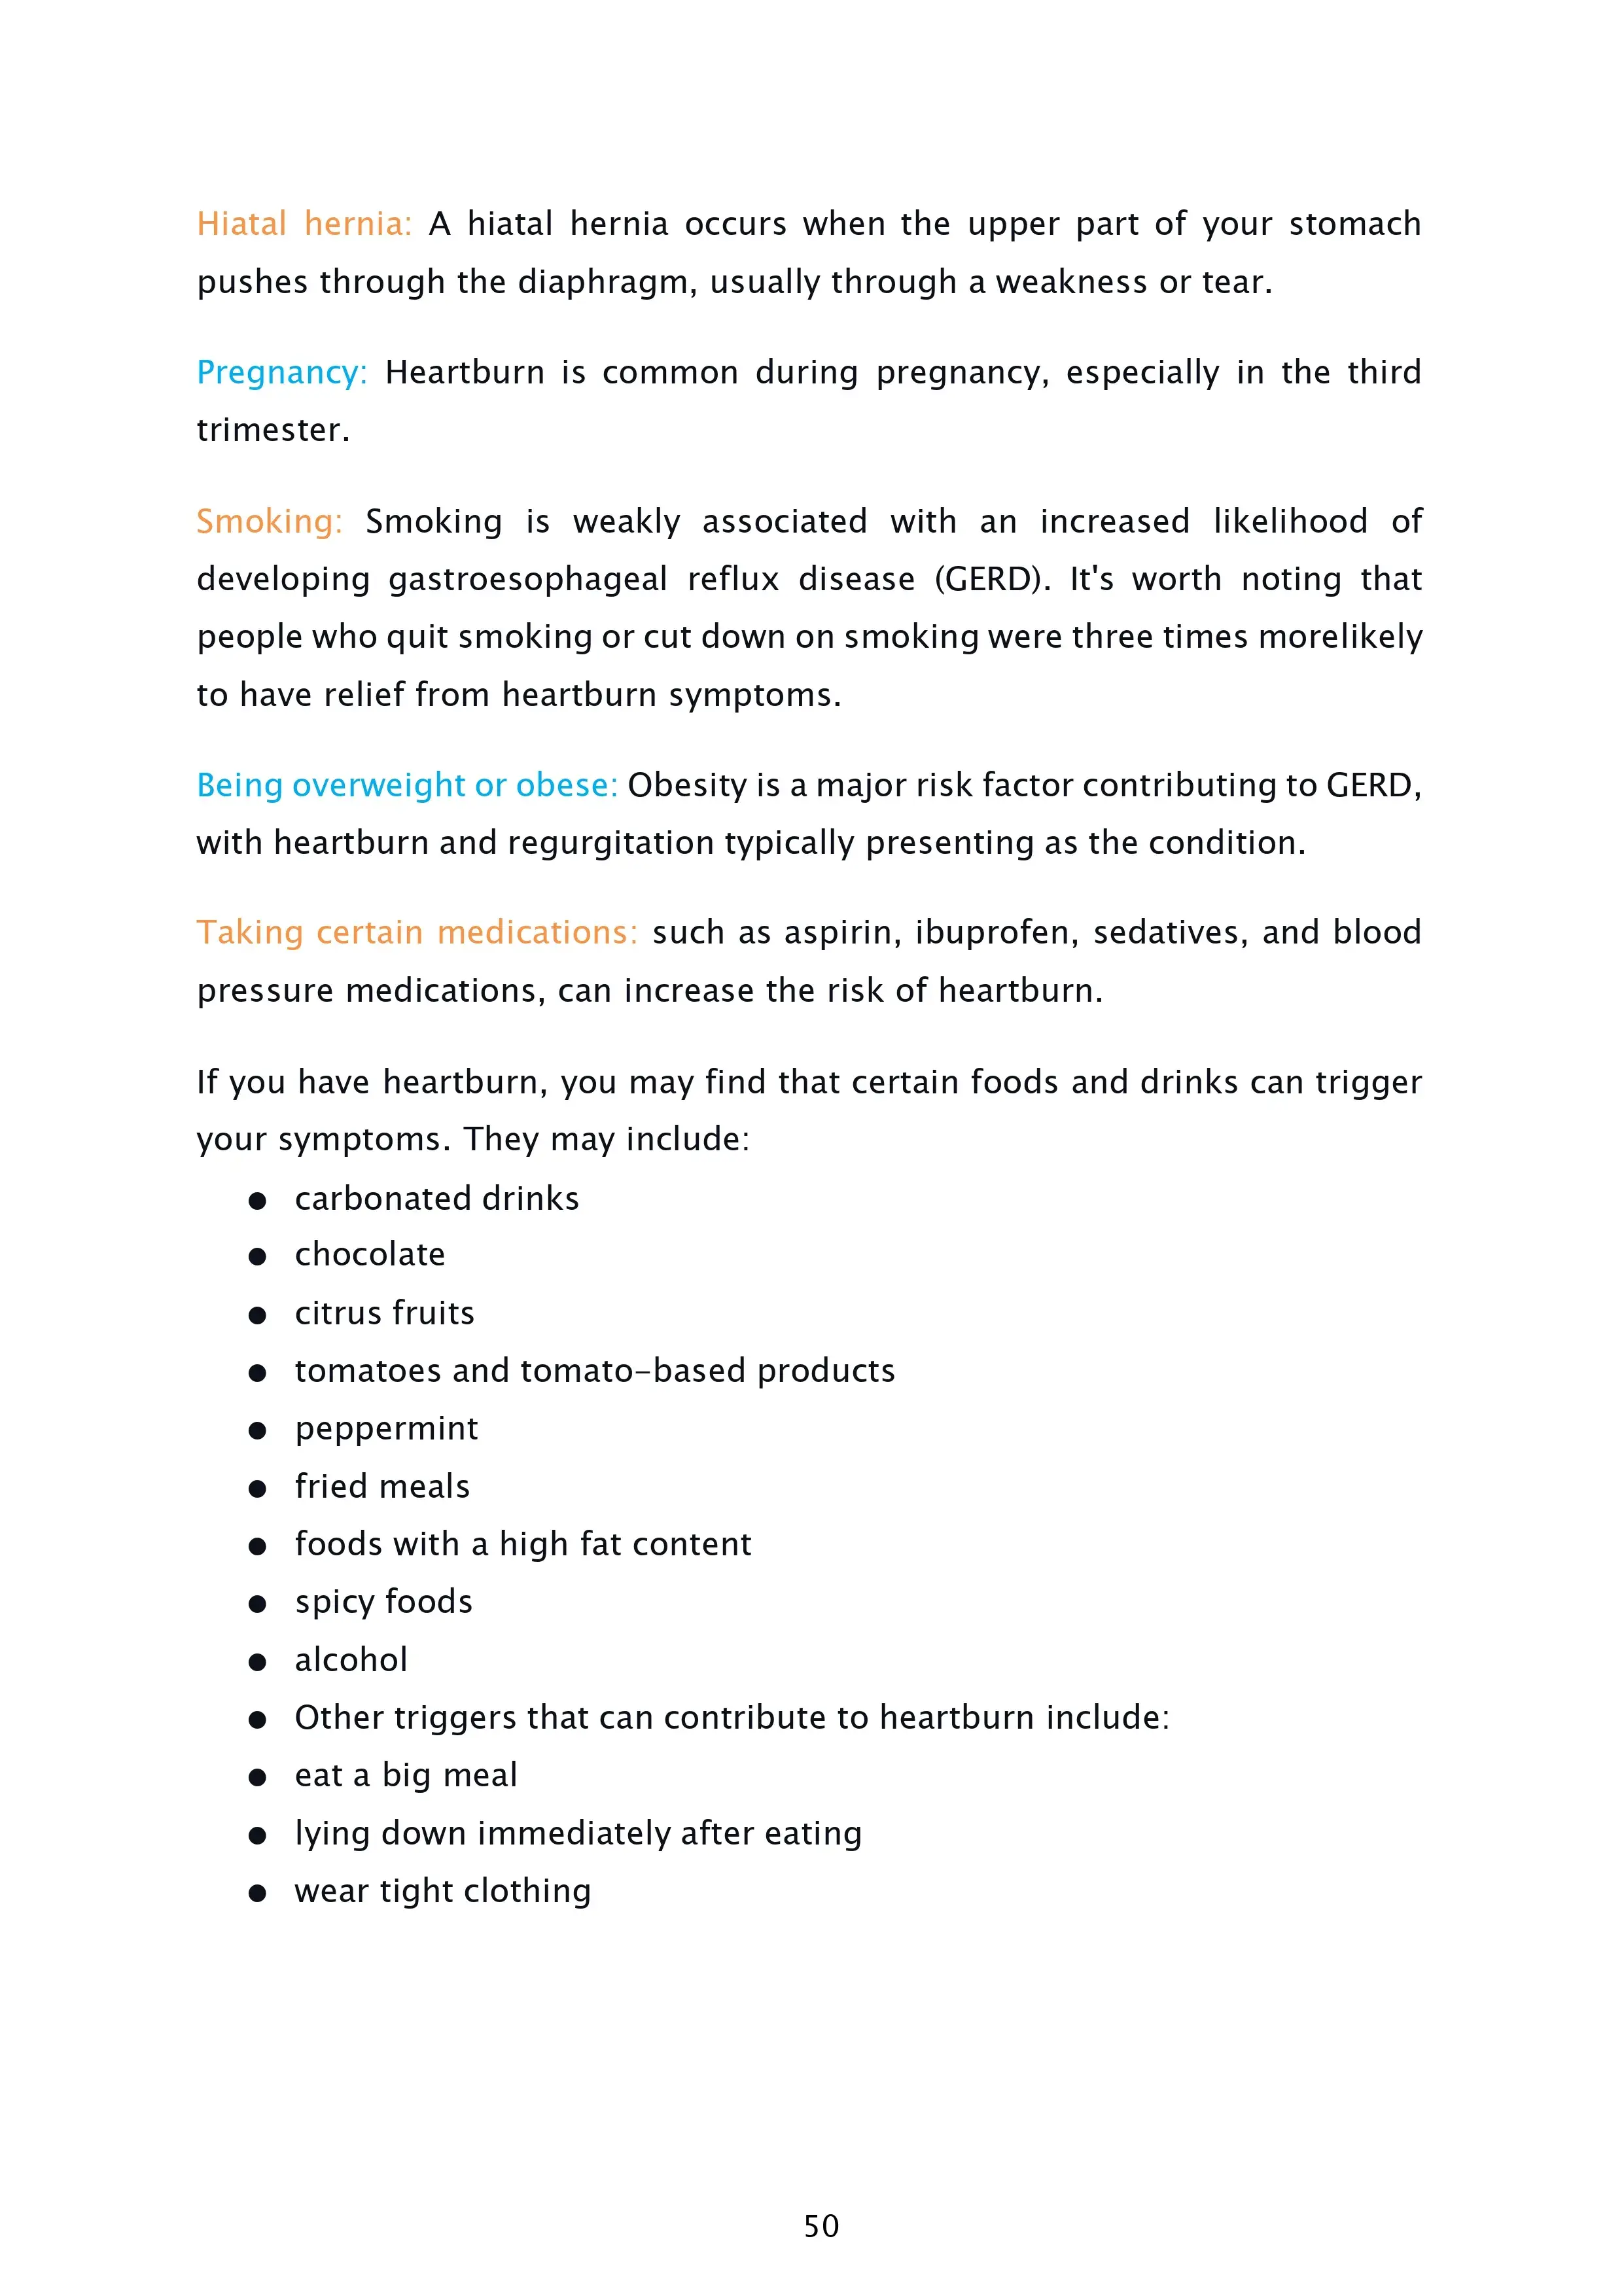 Hiatal hernia: A hiatal hernia occurs when the upper part of your stomach
pushes through the diaphragm, usually through a weakness or tear.
Pregnancy: Heartburn is common during pregnancy, especially in the third
trimester.
Smoking: Smoking is weakly associated with an increased likelihood of
developing gastroesophageal reflux disease (GERD). It's worth noting that
people who quit smoking or cut down on smoking were three times morelikely
to have relief from heartburn symptoms.
Being overweight or obese: Obesity is a major risk factor contributing to GERD,
with heartburn and regurgitation typically presenting as the condition.
Taking certain medications: such as aspirin, ibuprofen, sedatives, and blood
pressure medications, can increase the risk of heartburn.
If you have heartburn, you may find that certain foods and drinks can trigger
your symptoms. They may include:
● carbonated drinks
● chocolate
● citrus fruits
● tomatoes and tomato-based products
● peppermint
● fried meals
● foods with a high fat content
● spicy foods
● alcohol
● Other triggers that can contribute to heartburn include:
● eat a big meal
● lying down immediately after eating
● wear tight clothing
50